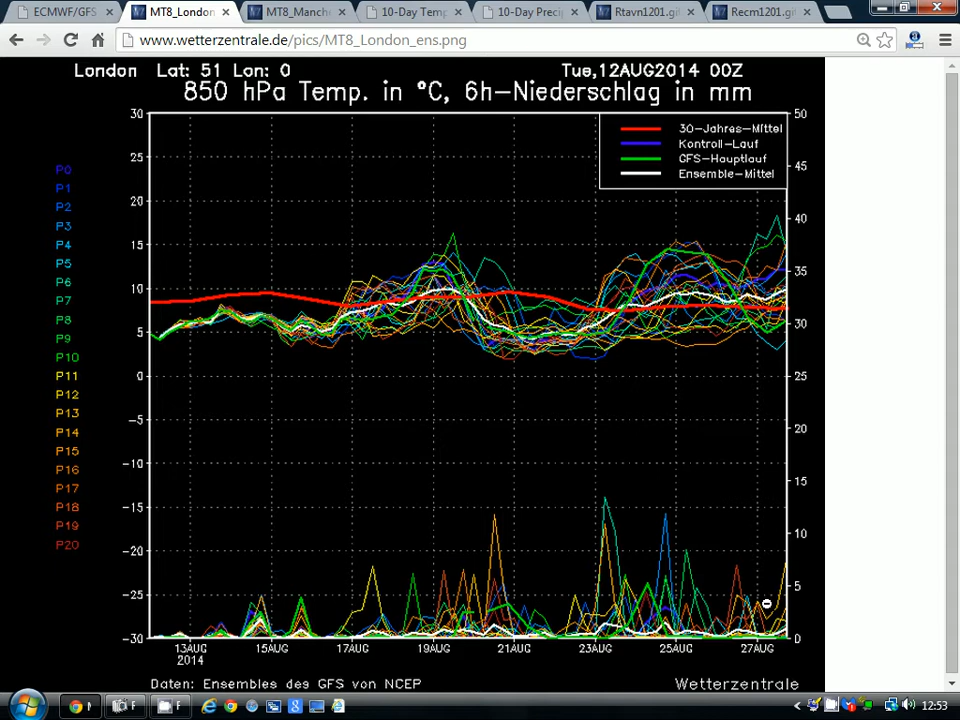 ECMWF/GFS
MT8_London
MT8_Manch
10-Day Temp
10-Day Precip
Rtavn1201.gi
Recm1201.gif
www.wetterzentrale.de/pics/MT8_London_ens.png
London Lat: 51 Lon: 0
Tue,12AUG2014 00Z
850 hPa Temp. in °C, 6h-Niederschlag in mm
30-Jahres-Mittel
Kontroll-Lauf
GFS-Hauptlauf
Ensemble-Mittel
P0
P1
P2
P3
P4
P5
P6
P7
P8
P9
P10
P11
P12
P13
P14
P15
P16
P17
P18
P19
P20
30
25
20
15
10
5
0
-5
-10
-15
-20
-25
-30
50
45
40
35
30
25
20
15
10
5
0
13AUG
2014
15AUG
17AUG
19AUG
21AUG
23AUG
25AUG
27AUG
Daten: Ensembles des GFS von NCEP
Wetterzentrale
12:53